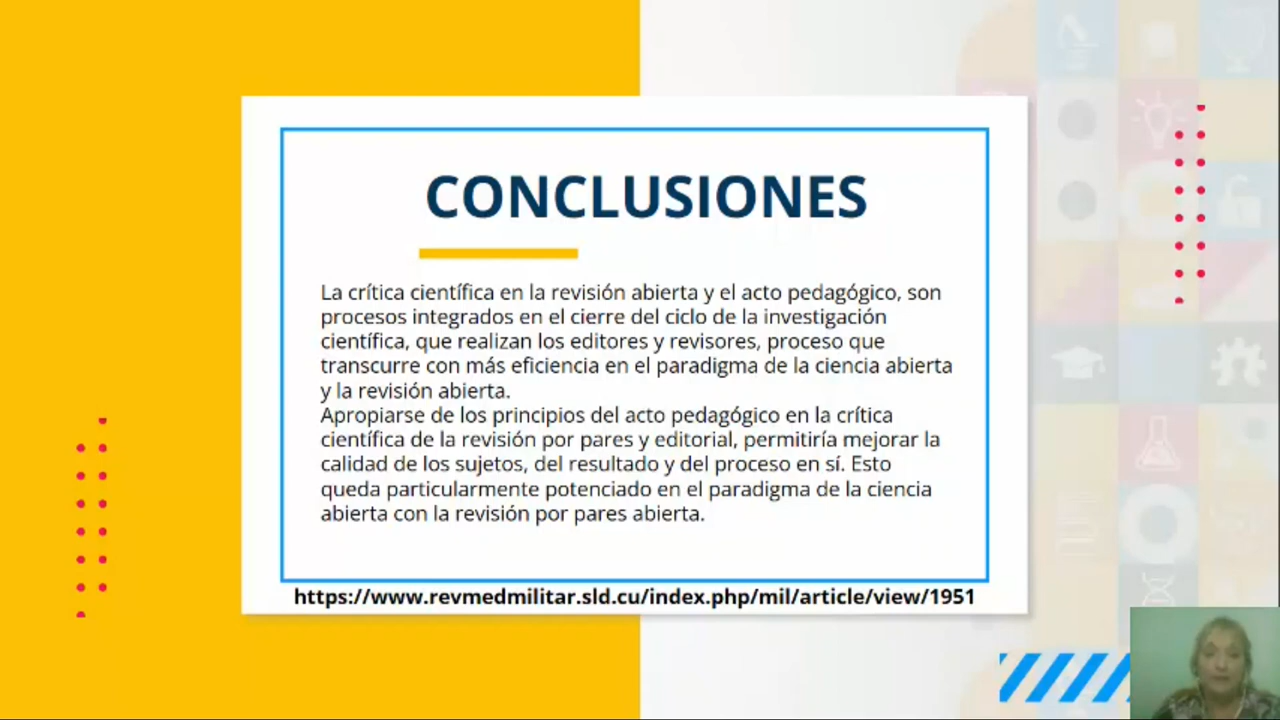 CONCLUSIONES
La crítica científica en la revisión abierta y el acto pedagógico, son
procesos integrados en el cierre del ciclo de la investigación
científica, que realizan los editores y revisores, proceso que
transcurre con más eficiencia en el paradigma de la ciencia abierta
y la revisión abierta.
Apropiarse de los principios del acto pedagógico en la crítica
científica de la revisión por pares y editorial, permitiría mejorar la
calidad de los sujetos, del resultado y del proceso en sí. Esto
queda particularmente potenciado en el paradigma de la ciencia
abierta con la revisión por pares abierta.
https://www.revmedmilitar.sld.cu/index.php/mil/article/view/1951